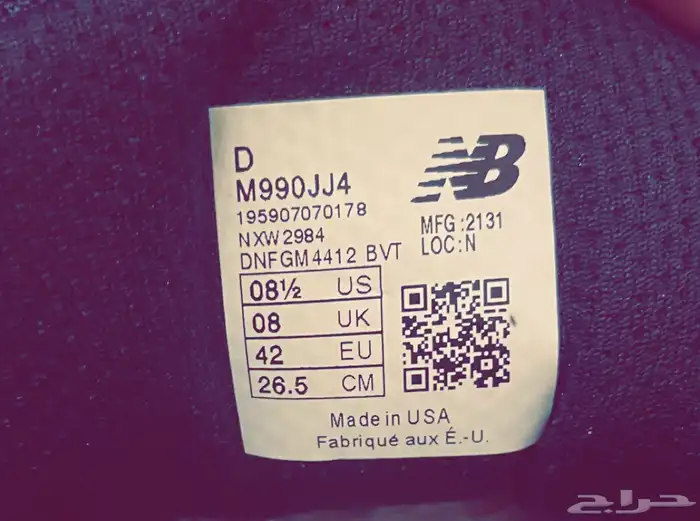 D
M990JJ4
195907070178
NXW2984
DNFGM4412 BVT
NB
MFG:2131
LOC:N
08½ US
08 UK
42 EU
26.5 CM
Made in USA
Fabriqué aux É.-U.
حراج